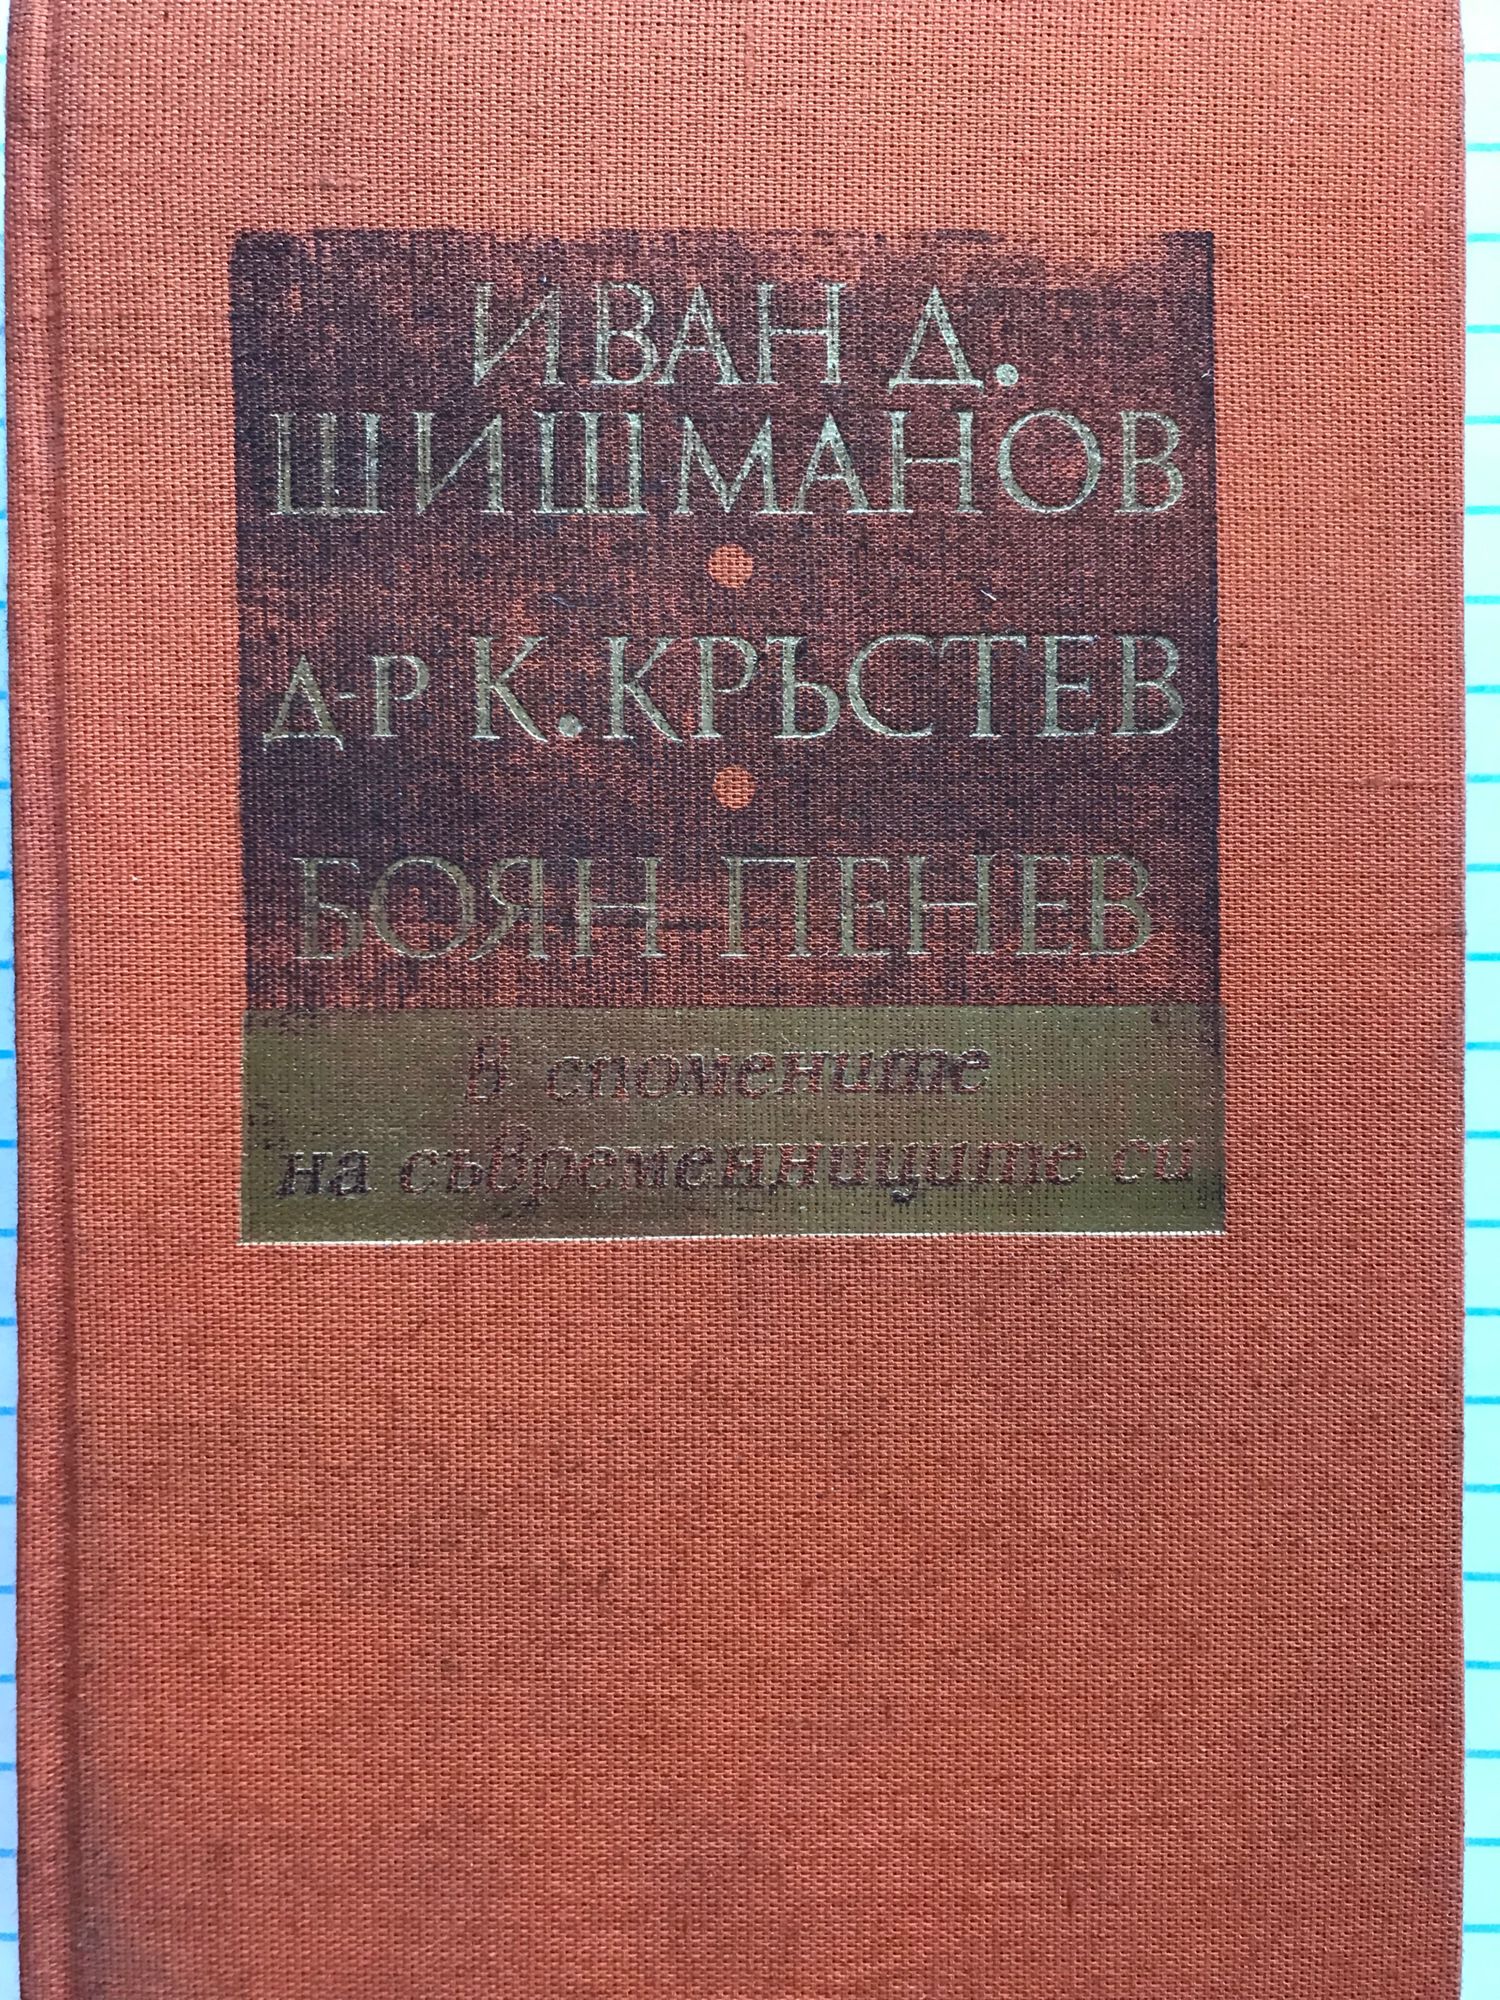 ИВАН Д.
ШИШМАНОВ
Д-Р К. КРЪСТЕВ
БОЯН ПЕНЕВ
В спомените
на съвременниците си